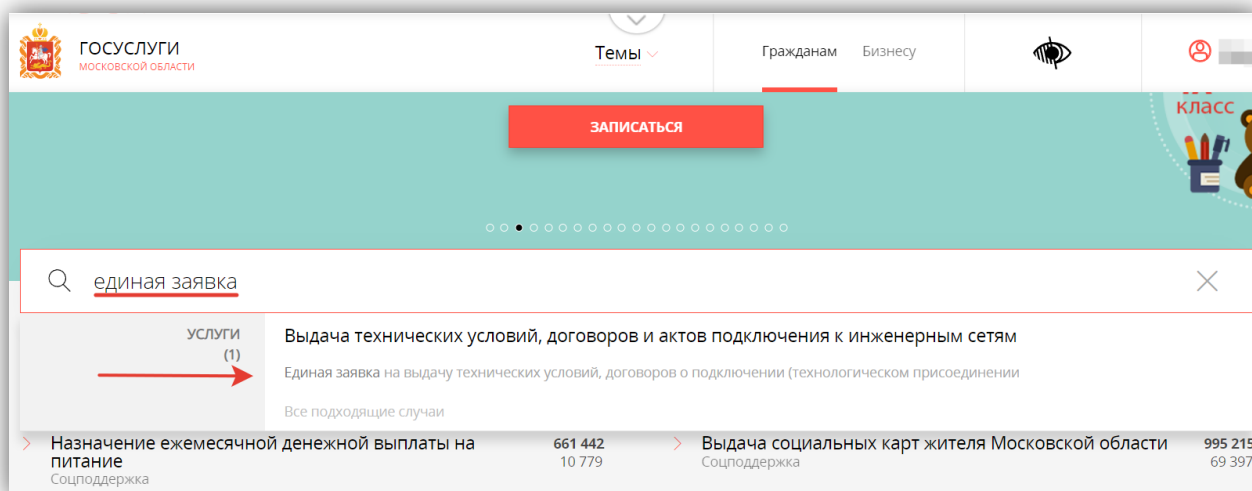 ГОСУСЛУГИ
МОСКОВСКОЙ ОБЛАСТИ
Темы
Гражданам
Бизнесу
класс
ЗАПИСАТЬСЯ
единая заявка
УСЛУГИ
(1)
Выдача технических условий, договоров и актов подключения к инженерным сетям
Единая заявка на выдачу технических условий, договоров о подключении (технологическом присоединении
Все подходящие случаи
Назначение ежемесячной денежной выплаты на
питание
Соцподдержка
661 442
10 779
Выдача социальных карт жителя Московской области
Соцподдержка
995 215
69 397